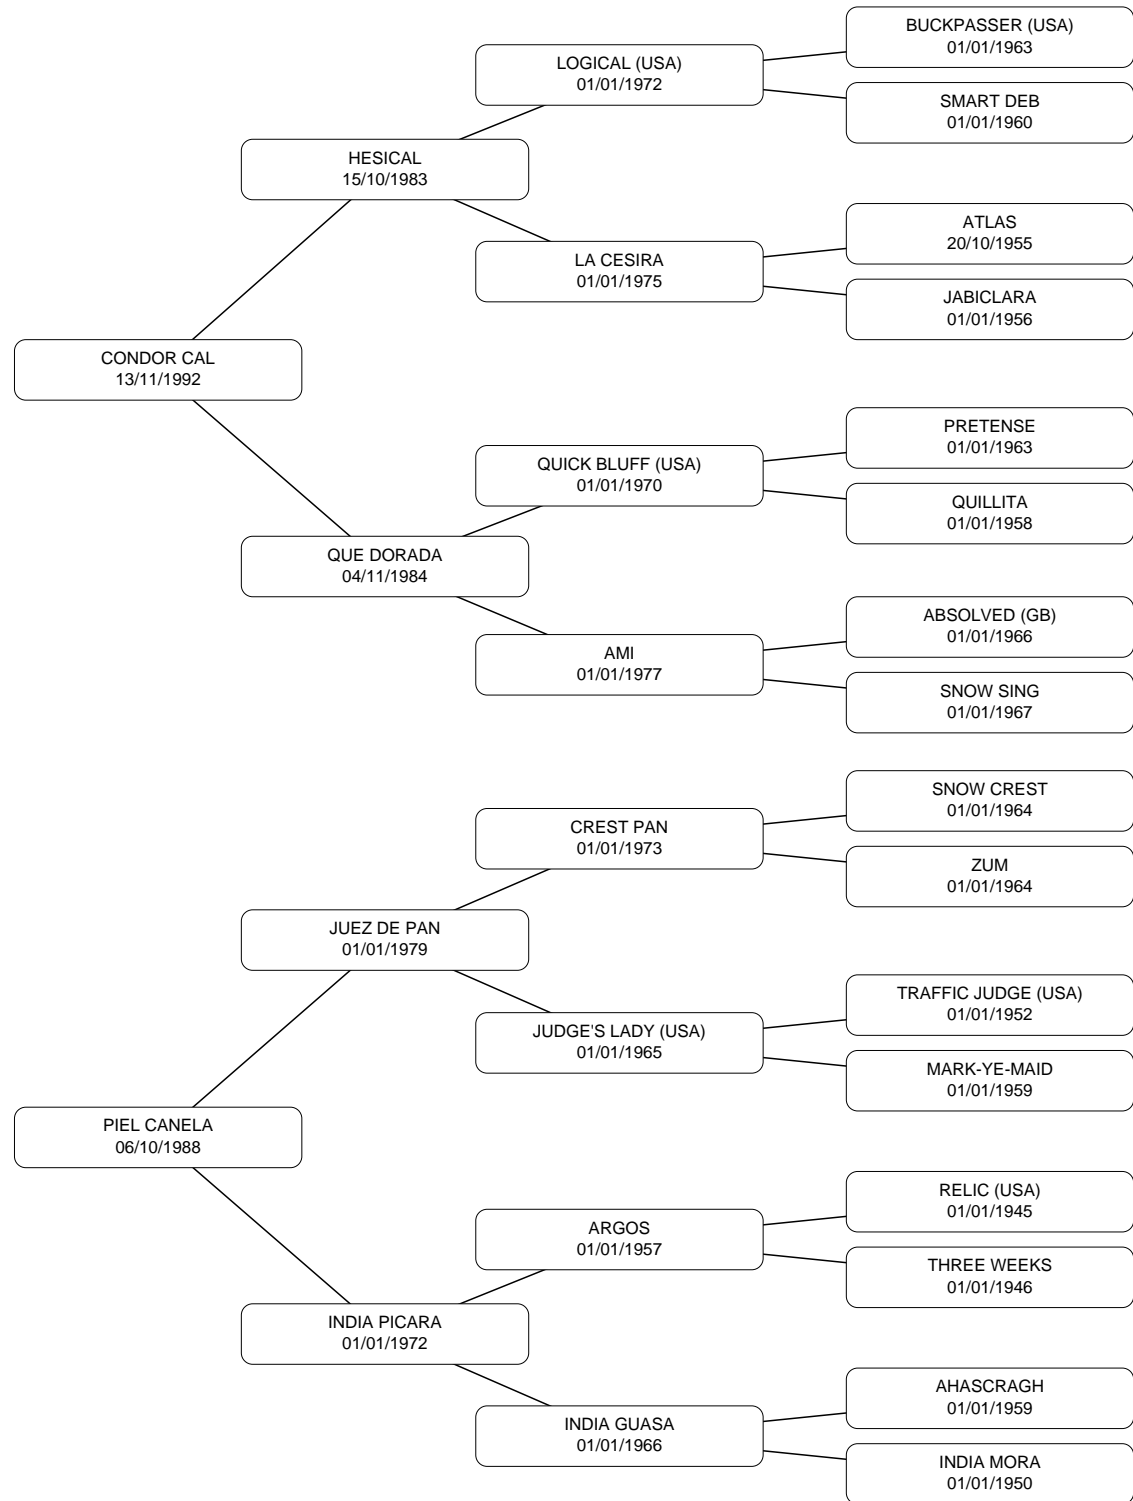 BUCKPASSER (USA)
01/01/1963
LOGICAL (USA)
01/01/1972
SMART DEB
01/01/1960
HESICAL
15/10/1983
ATLAS
20/10/1955
LA CESIRA
01/01/1975
JABICLARA
01/01/1956
CONDOR CAL
13/11/1992
PRETENSE
01/01/1963
QUICK BLUFF (USA)
01/01/1970
QUILLITA
01/01/1958
QUE DORADA
04/11/1984
ABSOLVED (GB)
01/01/1966
AMI
01/01/1977
SNOW SING
01/01/1967
SNOW CREST
01/01/1964
CREST PAN
01/01/1973
ZUM
01/01/1964
JUEZ DE PAN
01/01/1979
TRAFFIC JUDGE (USA)
01/01/1952
JUDGE'S LADY (USA)
01/01/1965
MARK-YE-MAID
01/01/1959
PIEL CANELA
06/10/1988
RELIC (USA)
01/01/1945
ARGOS
01/01/1957
THREE WEEKS
01/01/1946
INDIA PICARA
01/01/1972
AHASCRAGH
01/01/1959
INDIA GUASA
01/01/1966
INDIA MORA
01/01/1950